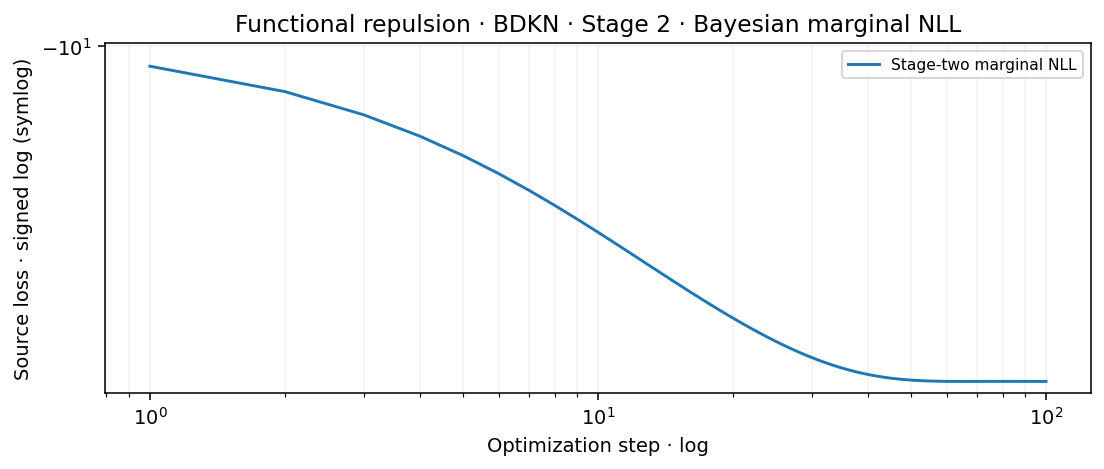 Functional repulsion · BDKN · Stage 2 · Bayesian marginal NLL
−10¹
Stage-two marginal NLL
Source loss · signed log (symlog)
10⁰ 10¹ 10²
Optimization step · log